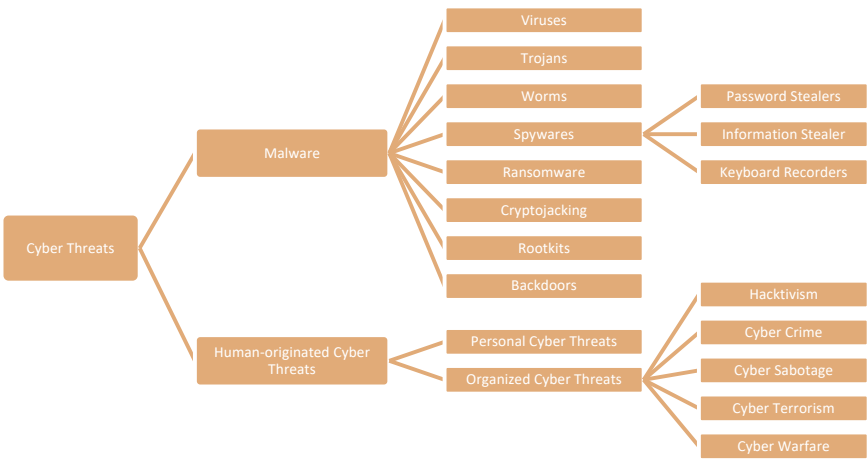 Cyber Threats
Malware
Viruses
Trojans
Worms
Spywares
Password Stealers
Information Stealer
Keyboard Recorders
Ransomware
Cryptojacking
Rootkits
Backdoors
Human-originated Cyber
Threats
Personal Cyber Threats
Organized Cyber Threats
Hacktivism
Cyber Crime
Cyber Sabotage
Cyber Terrorism
Cyber Warfare